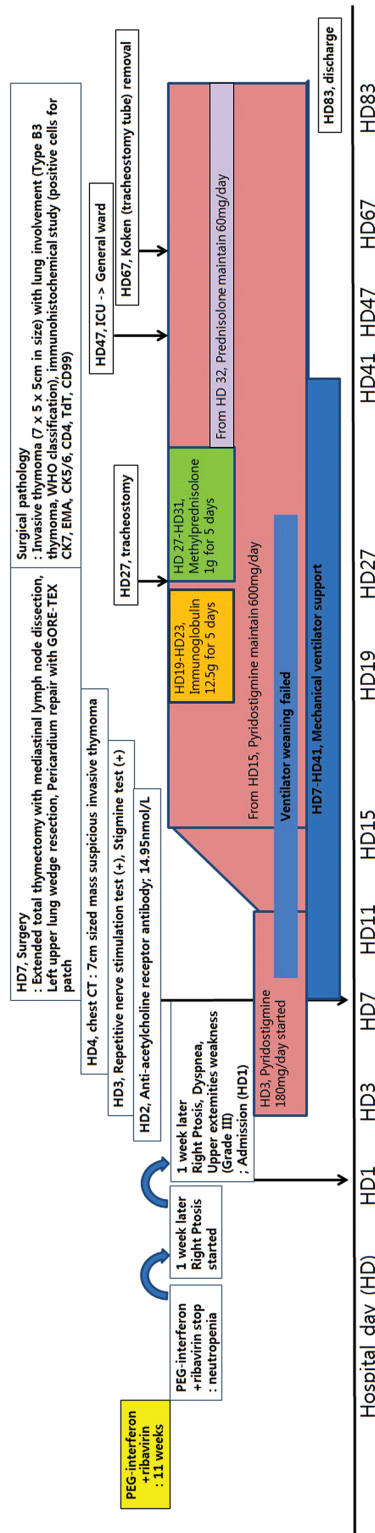 HD7, Surgery
: Extended total thymectomy with mediastinal lymph node dissection,
Left upper lung wedge resection, Pericardium repair with GORE-TEX
patch
Surgical pathology
: Invasive thymoma (7 x 5 x 5cm in size) with lung involvement (Type B3
thymoma, WHO classification), immunohistochemical study (positive cells for
CK7, EMA, CK5/6, CD4, TdT, CD99)
HD4, chest CT : 7cm sized mass suspicious invasive thymoma
HD3, Repetitive nerve stimulation test (+), Stigmine test (+)
HD2, Anti-acetylcholine receptor antibody; 14.95nmol/L
HD47, ICU -> General ward
HD27, tracheostomy
HD67, Koken (tracheostomy tube) removal
PEG-interferon
+ribavirin
: 11 weeks
PEG-interferon
+ribavirin stop
: neutropenia
1 week later
Right Ptosis
started
1 week later
Right Ptosis, Dyspnea,
Upper extemities weakness
(Grade III)
; Admission (HD1)
HD19-HD23,
Immunoglobulin
12.5g for 5 days
HD 27-HD31,
Methylprednisolone
1g for 5 days
From HD 32, Prednisolone maintain 60mg/day
From HD15, Pyridostigmine maintain 600mg/day
HD3, Pyridostigmine
180mg/day started
Ventilator weaning failed
HD7-HD41, Mechanical ventilator support
HD83, discharge
Hospital day (HD)
HD1
HD3
HD7
HD11
HD15
HD19
HD27
HD41
HD47
HD67
HD83